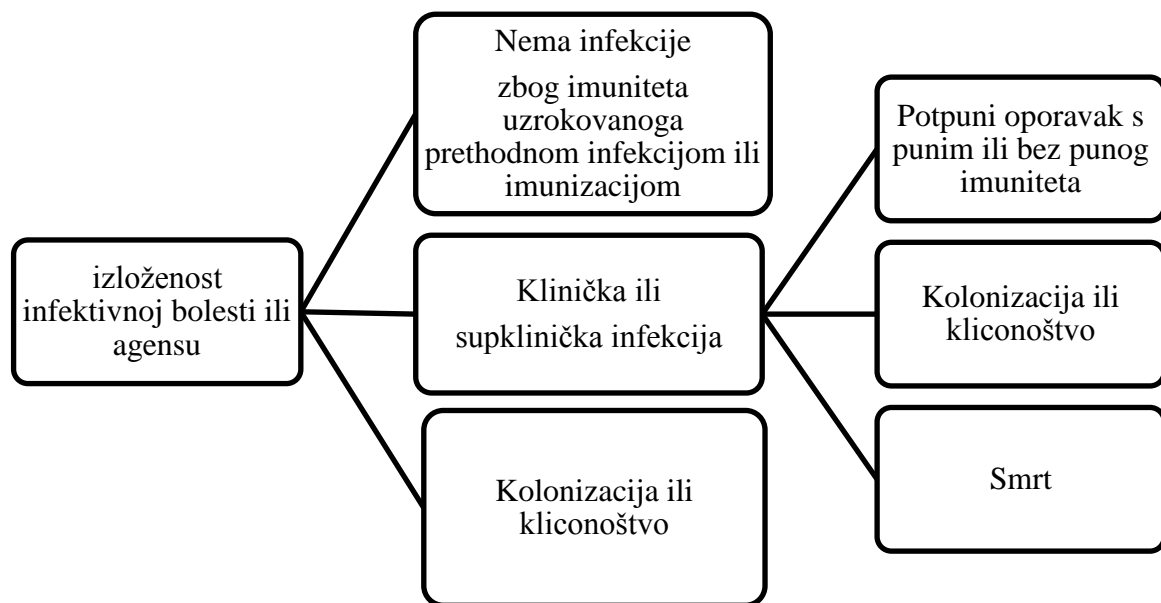 izloženost
infektivnoj bolesti ili
agensu
Nema infekcije
zbog imuniteta
uzrokovanoga
prethodnom infekcijom ili
imunizacijom
Klinička ili
supklinička infekcija
Kolonizacija ili
kliconoštvo
Potpuni oporavak s
punim ili bez punog
imuniteta
Kolonizacija ili
kliconoštvo
Smrt